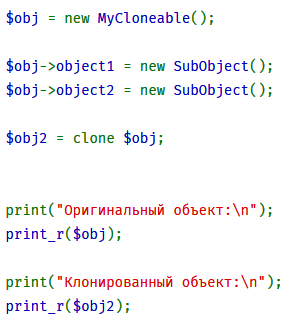 $obj = new MyCloneable();
$obj->object1 = new SubObject();
$obj->object2 = new SubObject();
$obj2 = clone $obj;
print("Оригинальный объект:\n");
print_r($obj);
print("Клонированный объект:\n");
print_r($obj2);